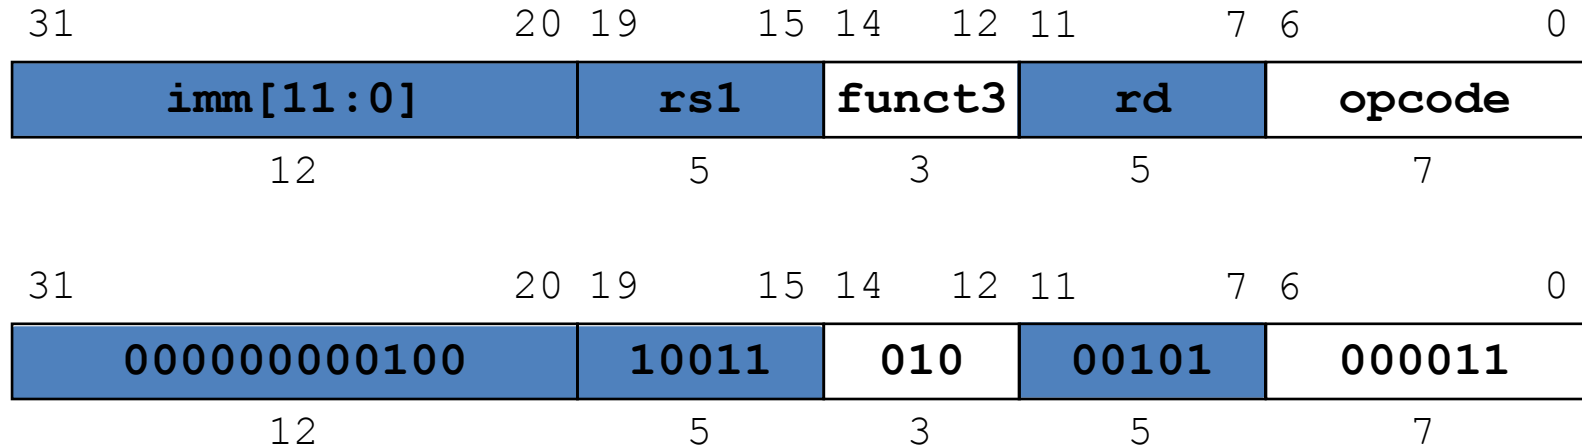 31 20 19 15 14 12 11 7 6 0
imm[11:0] rs1 funct3 rd opcode
12 5 3 5 7
31 20 19 15 14 12 11 7 6 0
000000000100 10011 010 00101 000011
12 5 3 5 7